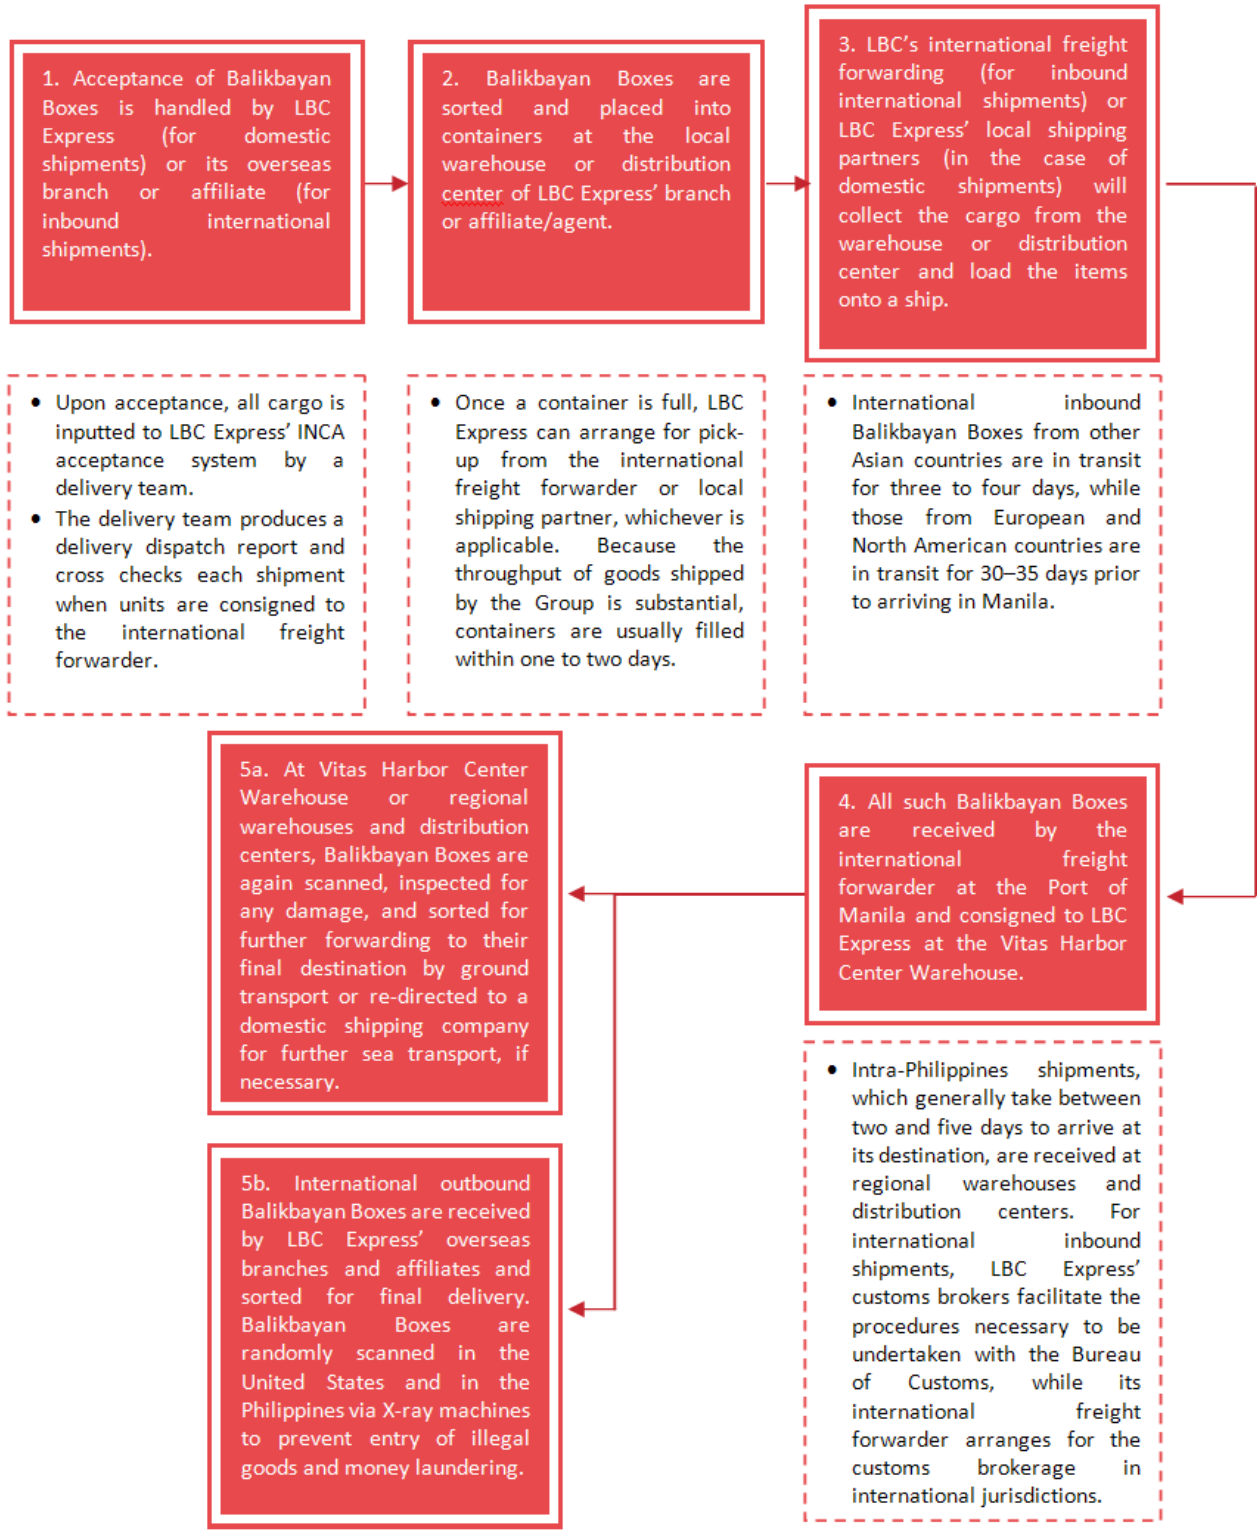 1. Acceptance of Balikbayan
Boxes is handled by LBC
Express (for domestic
shipments) or its overseas
branch or affiliate (for
inbound international
shipments).
2. Balikbayan Boxes are
sorted and placed into
containers at the local
warehouse or distribution
center of LBC Express’ branch
or affiliate/agent.
3. LBC’s international freight
forwarding (for inbound
international shipments) or
LBC Express’ local shipping
partners (in the case of
domestic shipments) will
collect the cargo from the
warehouse or distribution
center and load the items
onto a ship.
• Upon acceptance, all cargo is
inputted to LBC Express’ INCA
acceptance system by a
delivery team.
• The delivery team produces a
delivery dispatch report and
cross checks each shipment
when units are consigned to
the international freight
forwarder.
• Once a container is full, LBC
Express can arrange for pick-
up from the international
freight forwarder or local
shipping partner, whichever is
applicable. Because the
throughput of goods shipped
by the Group is substantial,
containers are usually filled
within one to two days.
• International inbound
Balikbayan Boxes from other
Asian countries are in transit
for three to four days, while
those from European and
North American countries are
in transit for 30–35 days prior
to arriving in Manila.
4. All such Balikbayan Boxes
are received by the
international freight
forwarder at the Port of
Manila and consigned to LBC
Express at the Vitas Harbor
Center Warehouse.
• Intra-Philippines shipments,
which generally take between
two and five days to arrive at
its destination, are received at
regional warehouses and
distribution centers. For
international inbound
shipments, LBC Express’
customs brokers facilitate the
procedures necessary to be
undertaken with the Bureau
of Customs, while its
international freight
forwarder arranges for the
customs brokerage in
international jurisdictions.
5a. At Vitas Harbor Center
Warehouse or regional
warehouses and distribution
centers, Balikbayan Boxes are
again scanned, inspected for
any damage, and sorted for
further forwarding to their
final destination by ground
transport or re-directed to a
domestic shipping company
for further sea transport, if
necessary.
5b. International outbound
Balikbayan Boxes are received
by LBC Express’ overseas
branches and affiliates and
sorted for final delivery.
Balikbayan Boxes are
randomly scanned in the
United States and in the
Philippines via X-ray machines
to prevent entry of illegal
goods and money laundering.